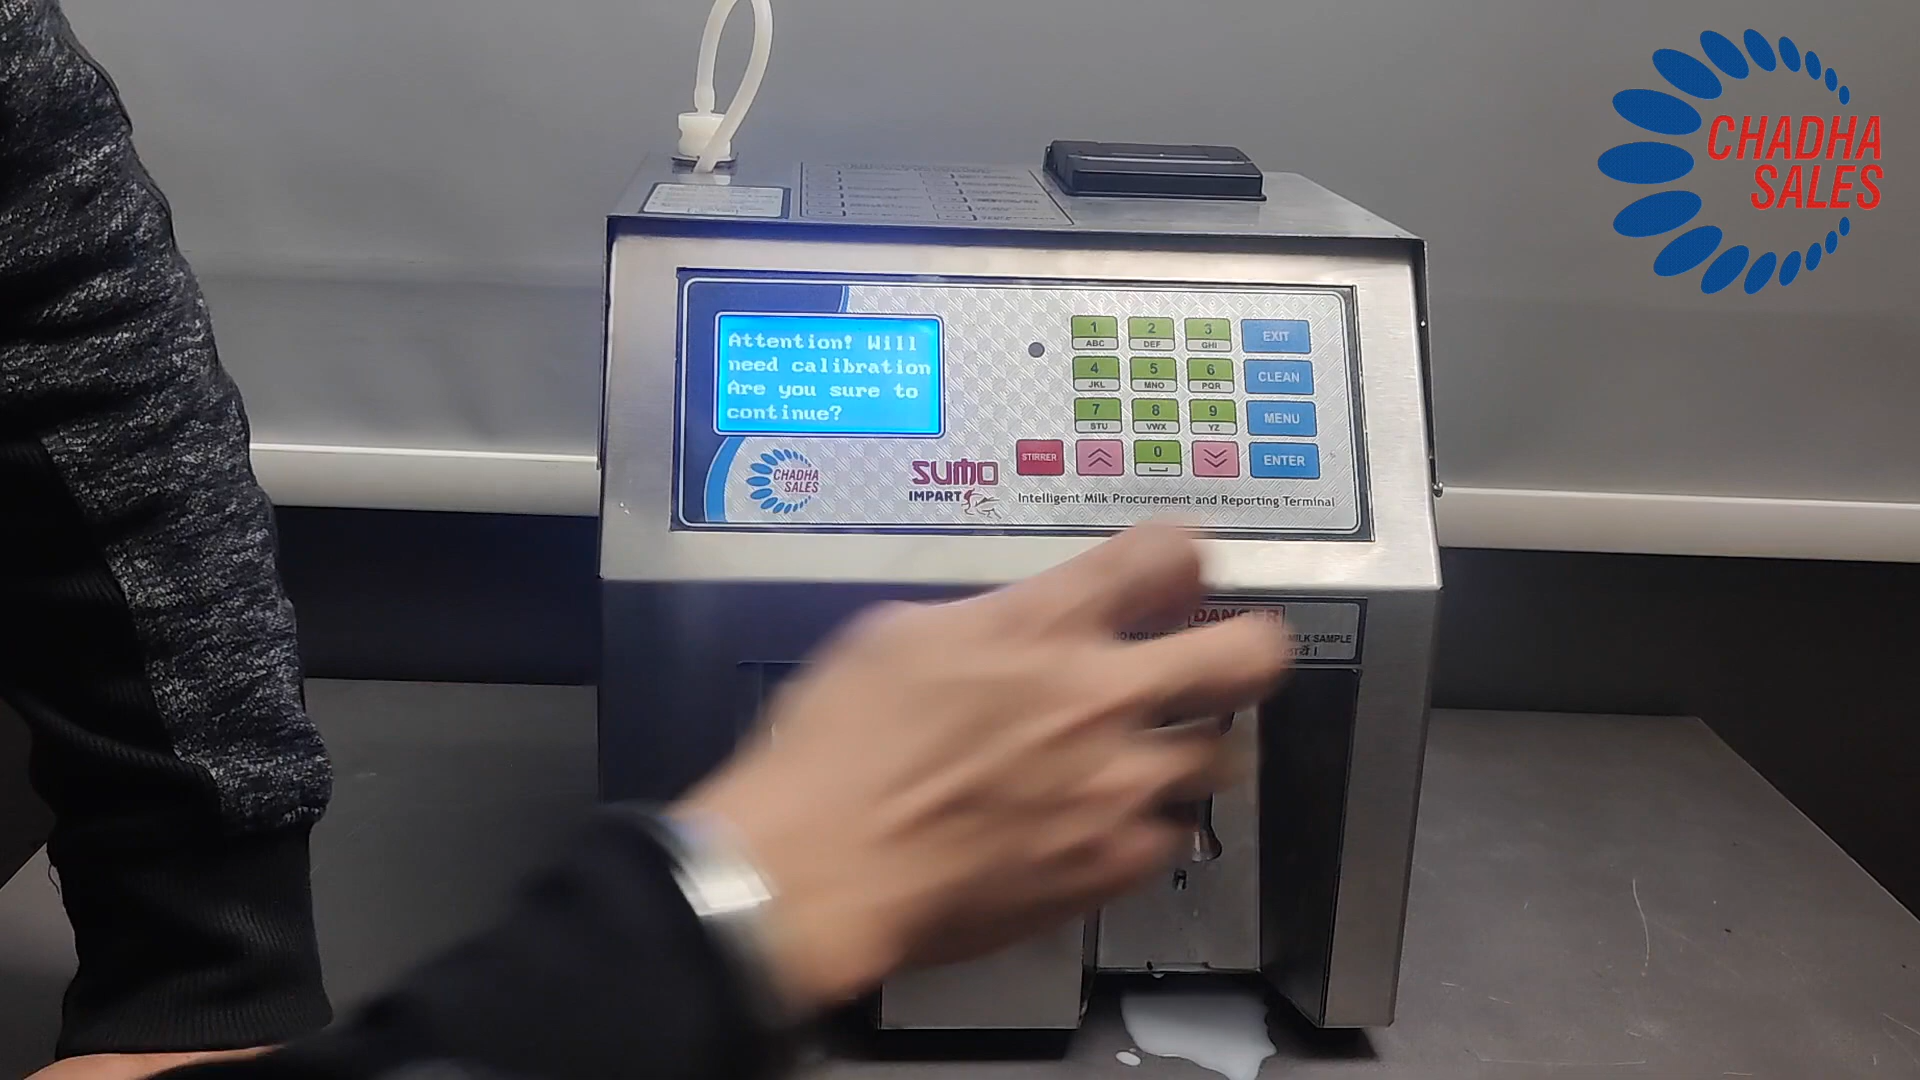 CHADHA
SALES
Attention! Will
need calibration
Are you sure to
continue?
1 2 3 EXIT
ABC DEF GHI
4 5 6 CLEAN
JKL MNO PQR
7 8 9 MENU
STU VWX YZ
STIRRER 0 ENTER
CHADHA
SALES
SUMO
IMPART
Intelligent Milk Procurement and Reporting Terminal
DANGER
DO NOT
MILK SAMPLE